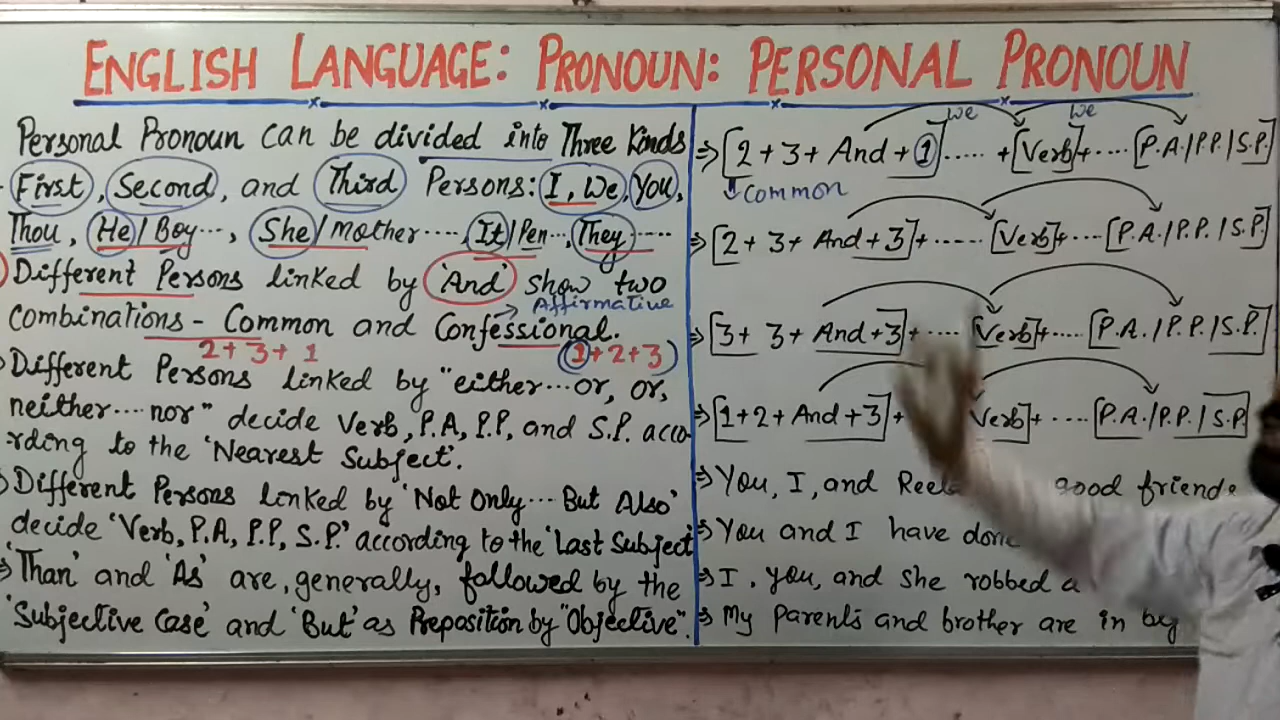 ENGLISH LANGUAGE: PRONOUN: PERSONAL PRONOUN
Personal Pronoun can be divided into Three Kinds
First, Second, and Third Persons: I, We, You,
Thou, He/Boy..., She/Mother...., It/Pen..., They.....
Different Persons linked by 'And' show two
→ Affirmative
combinations - Common and Confessional.
2+3+1 (1+2+3)
Different Persons linked by "either...or, or,
neither....nor" decide Verb, P.A, P.P, and S.P. acco
rding to the 'Nearest Subject'.
Different Persons linked by 'Not Only...But Also'
decide 'Verb, P.A, P.P, S.P.' according to the 'Last Subject
⇒ 'Than' and 'As' are, generally, followed by the
'Subjective Case' and 'But' as Preposition by "Objective".
⇒ [2+3+And+1]..... +[Verb]+....[P.A./P.P./S.P.]
we we
↓ Common
⇒ [2+3+And+3]+..... [Verb]+...[P.A./P.P./S.P.]
⇒ [3+3+And+3]+..... [Verb]+....[P.A./P.P./S.P.]
⇒ [1+2+And+3]+ Verb]+....[P.A./P.P./S.P.]
⇒ You, I, and good friends
⇒ You and I have done
⇒ I, you, and she robbed a
⇒ My parents and brother are in